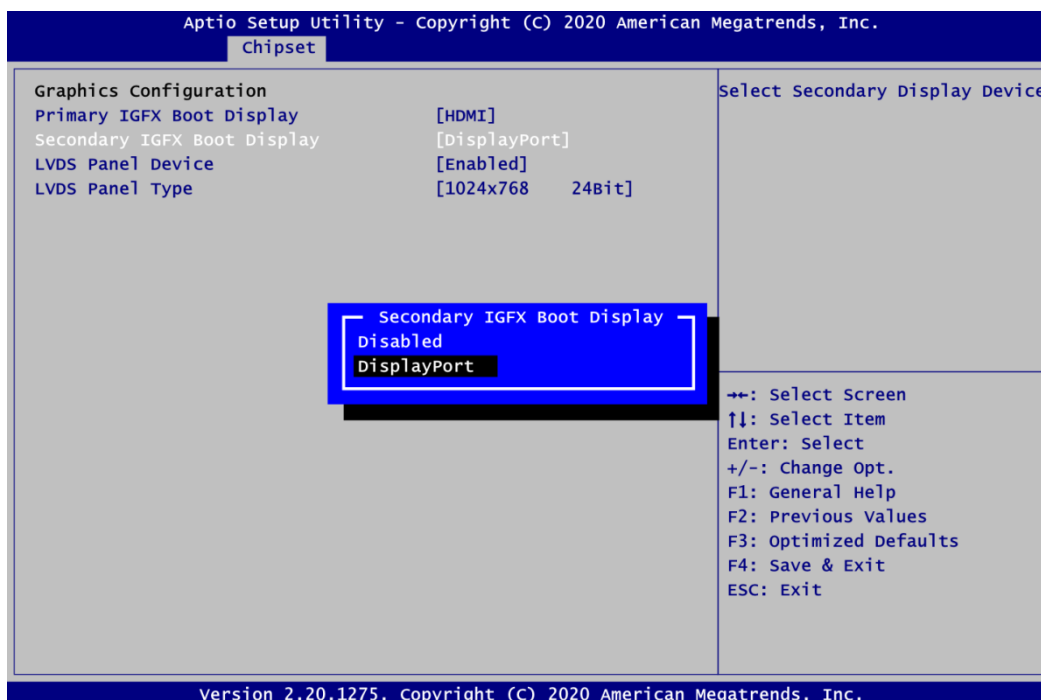 Aptio Setup Utility – Copyright (C) 2020 American Megatrends, Inc.
Chipset
Graphics Configuration
Primary IGFX Boot Display [HDMI]
Secondary IGFX Boot Display [DisplayPort]
LVDS Panel Device [Enabled]
LVDS Panel Type [1024x768 24Bit]
Select Secondary Display Device
Secondary IGFX Boot Display
Disabled
DisplayPort
→←: Select Screen
↑↓: Select Item
Enter: Select
+/-: Change Opt.
F1: General Help
F2: Previous Values
F3: Optimized Defaults
F4: Save & Exit
ESC: Exit
Version 2.20.1275. Copyright (C) 2020 American Megatrends, Inc.